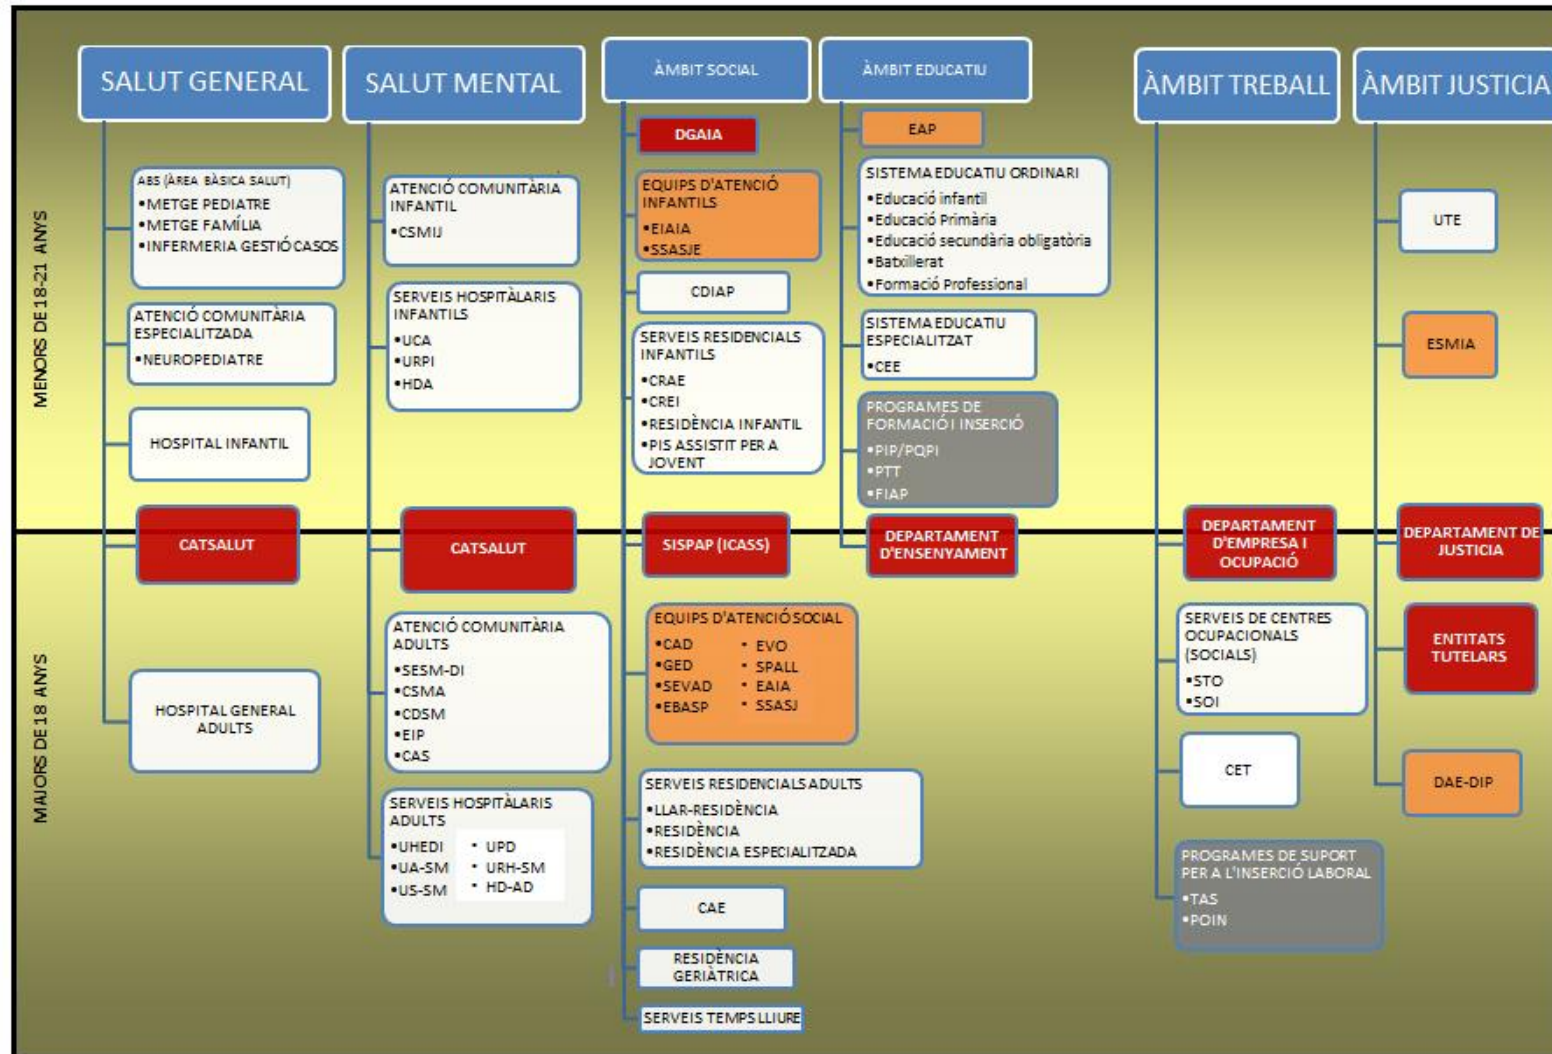 SALUT GENERAL
SALUT MENTAL
ÀMBIT SOCIAL
ÀMBIT EDUCATIU
ÀMBIT TREBALL
ÀMBIT JUSTICIA
MENORS DE 18-21 ANYS
MAJORS DE 18 ANYS
ABS (ÀREA BÀSICA SALUT)
•METGE PEDIATRE
•METGE FAMÍLIA
•INFERMERIA GESTIÓ CASOS
ATENCIÓ COMUNITÀRIA
ESPECIALITZADA
•NEUROPEDIATRE
HOSPITAL INFANTIL
CATSALUT
HOSPITAL GENERAL
ADULTS
ATENCIÓ COMUNITÀRIA
INFANTIL
•CSMIJ
SERVEIS HOSPITÀLARIS
INFANTILS
•UCA
•URPI
•HDA
CATSALUT
ATENCIÓ COMUNITÀRIA
ADULTS
•SESM-DI
•CSMA
•CDSM
•EIP
•CAS
SERVEIS HOSPITÀLARIS
ADULTS
•UHEDI
•UA-SM
•US-SM
• UPD
• URH-SM
• HD-AD
DGAIA
EQUIPS D'ATENCIÓ
INFANTILS
•EIAIA
•SSASJE
CDIAP
SERVEIS RESIDENCIALS
INFANTILS
•CRAE
•CREI
•RESIDÈNCIA INFANTIL
•PIS ASSISTIT PER A
JOVENT
SISPAP (ICASS)
EQUIPS D'ATENCIÓ SOCIAL
•CAD
•GED
•SEVAD
•EBASP
• EVO
• SPALL
• EAIA
• SSASJ
SERVEIS RESIDENCIALS ADULTS
•LLAR-RESIDÈNCIA
•RESIDÈNCIA
•RESIDÈNCIA ESPECIALITZADA
CAE
RESIDÈNCIA
GERIÀTRICA
SERVEIS TEMPS LLIURE
EAP
SISTEMA EDUCATIU ORDINARI
•Educació infantil
•Educació Primària
•Educació secundària obligatòria
•Batxillerat
•Formació Professional
SISTEMA EDUCATIU
ESPECIALITZAT
•CEE
PROGRAMES DE
FORMACIÓ I INSERCIÓ
•PIP/PQPI
•PTT
•FIAP
DEPARTAMENT
D'ENSENYAMENT
DEPARTAMENT
D'EMPRESA I
OCUPACIÓ
SERVEIS DE CENTRES
OCUPACIONALS
(SOCIALS)
•STO
•SOI
CET
PROGRAMES DE SUPORT
PER A L'INSERCIÓ LABORAL
•TAS
•POIN
UTE
ESMIA
DEPARTAMENT DE
JUSTICIA
ENTITATS
TUTELARS
DAE-DIP